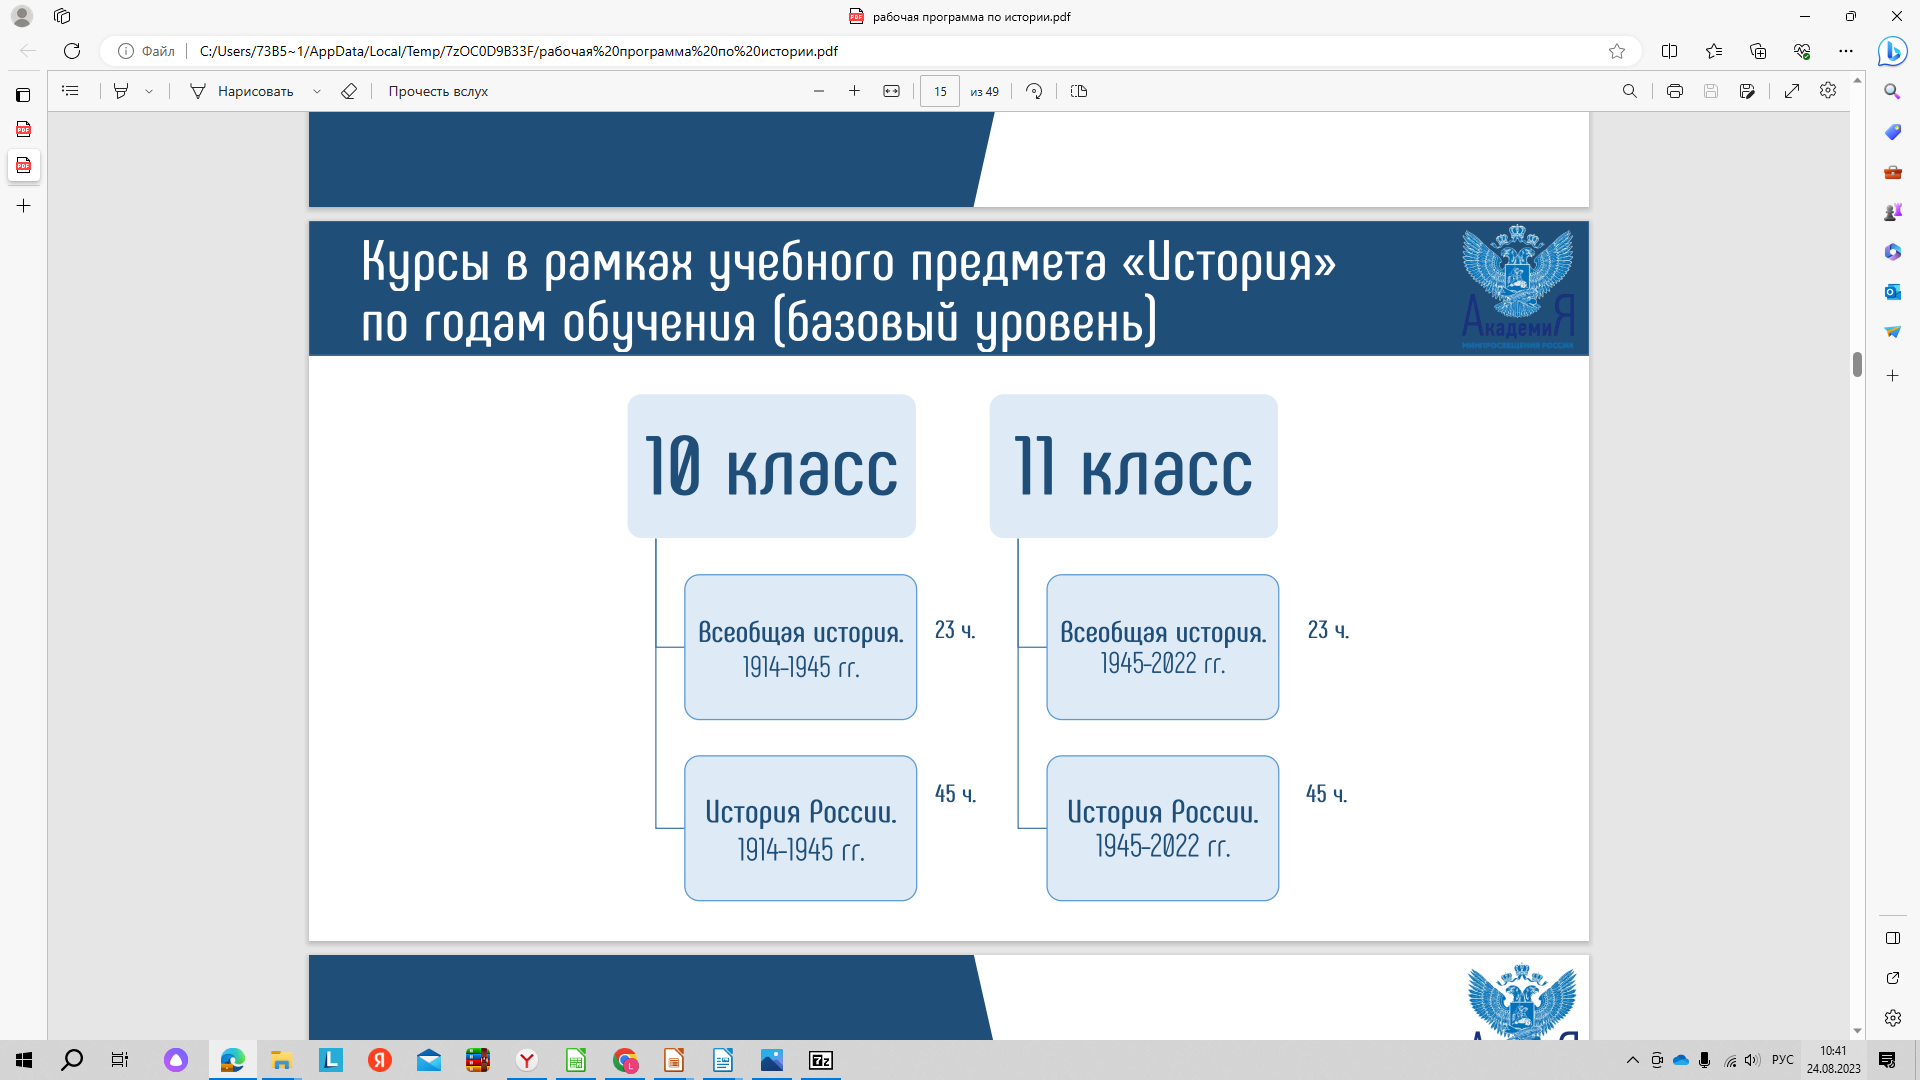 рабочая программа по истории.pdf
Файл
C:/Users/73B5~1/AppData/Local/Temp/7zOC0D9B33F/рабочая%20программа%20по%20истории.pdf
Нарисовать
Прочесть вслух
15
из 49
Курсы в рамках учебного предмета «История»
по годам обучения (базовый уровень)
АкадемиЯ
МИНПРОСВЕЩЕНИЯ РОССИИ
10 класс
11 класс
Всеобщая история.
1914-1945 гг.
23 ч.
Всеобщая история.
1945-2022 гг.
23 ч.
История России.
1914-1945 гг.
45 ч.
История России.
1945-2022 гг.
45 ч.
РУС
10:41
24.08.2023